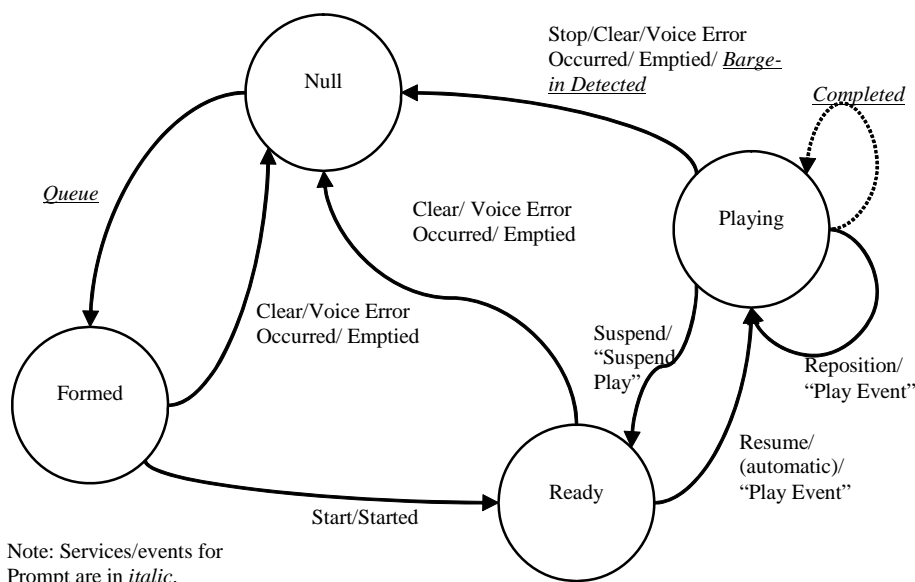 Stop/Clear/Voice Error
Occurred/ Emptied/ Barge-
in Detected
Null
Completed
Queue
Playing
Clear/ Voice Error
Occurred/ Emptied
Clear/Voice Error
Occurred/ Emptied
Suspend/
“Suspend
Play”
Reposition/
“Play Event”
Formed
Resume/
(automatic)/
“Play Event”
Ready
Start/Started
Note: Services/events for
Prompt are in italic.